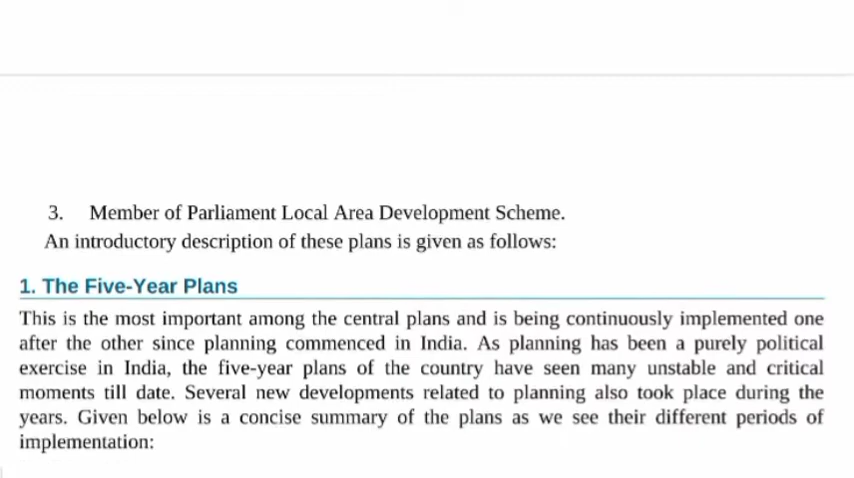 3. Member of Parliament Local Area Development Scheme.
An introductory description of these plans is given as follows:
1. The Five-Year Plans
This is the most important among the central plans and is being continuously implemented one
after the other since planning commenced in India. As planning has been a purely political
exercise in India, the five-year plans of the country have seen many unstable and critical
moments till date. Several new developments related to planning also took place during the
years. Given below is a concise summary of the plans as we see their different periods of
implementation: